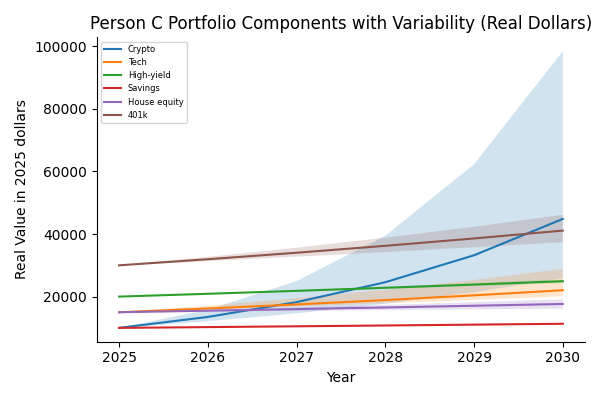 Person C Portfolio Components with Variability (Real Dollars)
Real Value in 2025 dollars
100000
80000
60000
40000
20000
Crypto
Tech
High-yield
Savings
House equity
401k
2025
2026
2027
2028
2029
2030
Year